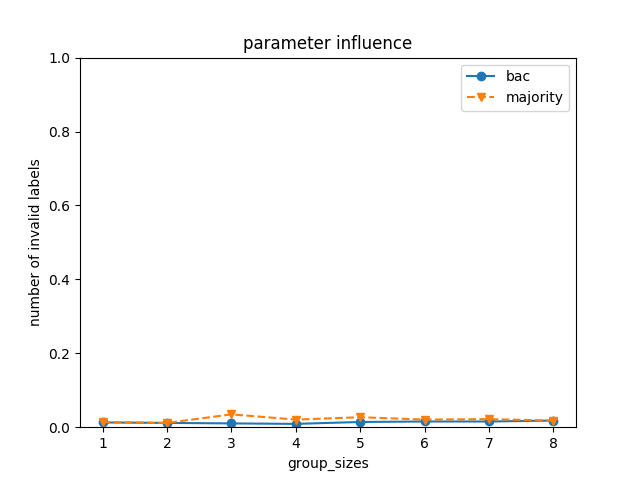 parameter influence
bac
majority
number of invalid labels
1.0
0.8
0.6
0.4
0.2
0.0
1 2 3 4 5 6 7 8
group_sizes